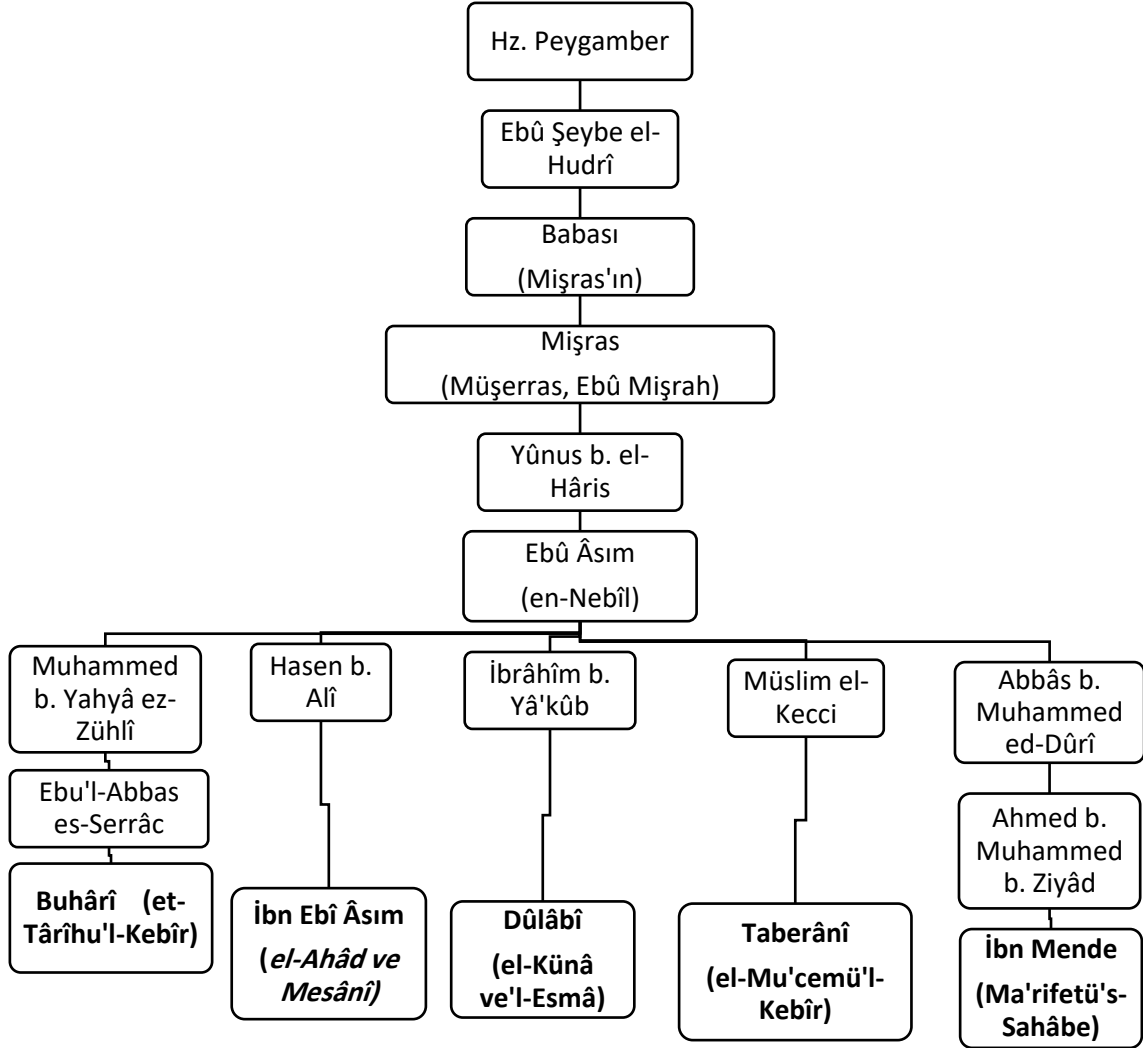 Hz. Peygamber
Ebû Şeybe el-
Hudrî
Babası
(Mişras'ın)
Mişras
(Müşerras, Ebû Mişrah)
Yûnus b. el-
Hâris
Ebû Âsım
(en-Nebîl)
Muhammed
b. Yahyâ ez-
Zühlî
Ebu'l-Abbas
es-Serrâc
Buhârî (et-
Târîhu'l-Kebîr)
Hasen b.
Alî
İbn Ebî Âsım
(el-Ahâd ve
Mesânî)
İbrâhîm b.
Yâ'kûb
Dûlâbî
(el-Künâ
ve'l-Esmâ)
Müslim el-
Kecci
Taberânî
(el-Mu'cemü'l-
Kebîr)
Abbâs b.
Muhammed
ed-Dûrî
Ahmed b.
Muhammed
b. Ziyâd
İbn Mende
(Ma'rifetü's-
Sahâbe)